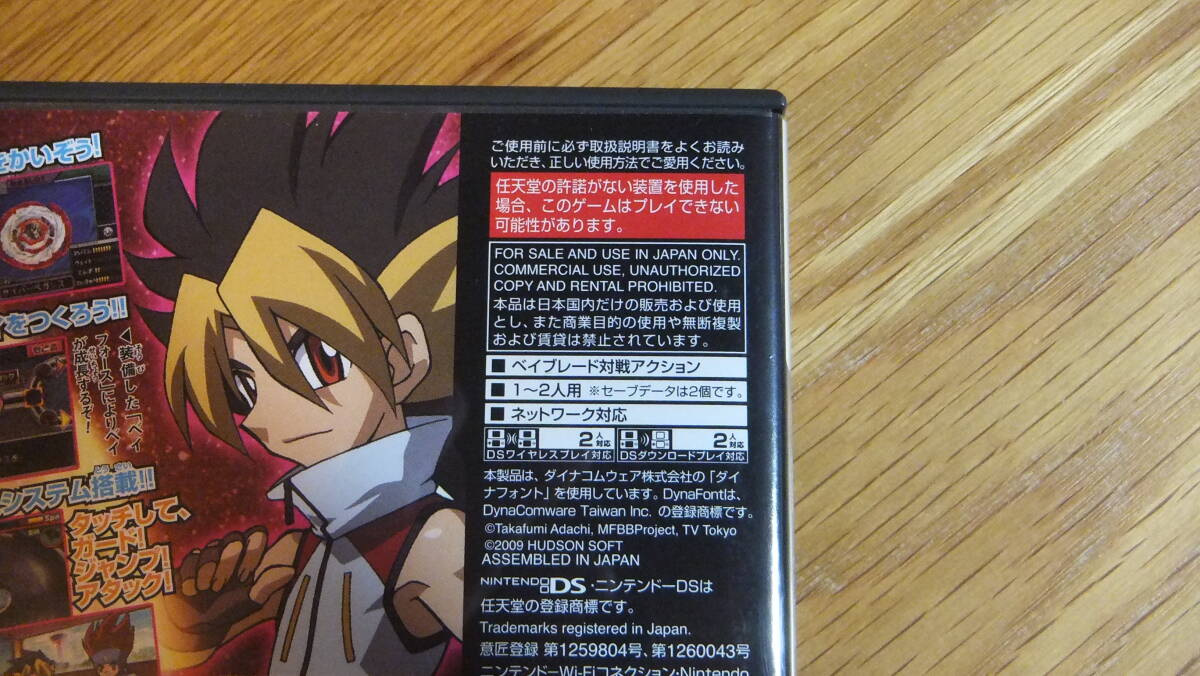 をかいぞう!
をつくろう!!
◀装備した「ベイ
フォース」によりベイ
が成長するぞ!
システム搭載!!!
タッチして、
ガード!
ジャンプ!
アタック!
ご使用前に必ず取扱説明書をよくお読み
いただき、正しい使用方法でご愛用ください。
任天堂の許諾がない装置を使用した
場合、このゲームはプレイできない
可能性があります。
FOR SALE AND USE IN JAPAN ONLY.
COMMERCIAL USE, UNAUTHORIZED
COPY AND RENTAL PROHIBITED.
本品は日本国内だけの販売および使用
とし、また商業目的の使用や無断複製
および賃貸は禁止されています。
■ ベイブレード対戦アクション
■ 1〜2人用 ※セーブデータは2個です。
■ ネットワーク対応
2人対応 2人対応
DSワイヤレスプレイ対応 DSダウンロードプレイ対応
本製品は、ダイナコムウェア株式会社の「ダイ
ナフォント」を使用しています。DynaFontは、
DynaComware Taiwan Inc. の登録商標です。
©Takafumi Adachi, MFBBProject, TV Tokyo
©2009 HUDSON SOFT
ASSEMBLED IN JAPAN
NINTENDO DS・ニンテンドーDSは
任天堂の登録商標です。
Trademarks registered in Japan.
意匠登録 第1259804号、第1260043号
ニンテンドーWi-Fiコネクション・Nintendo